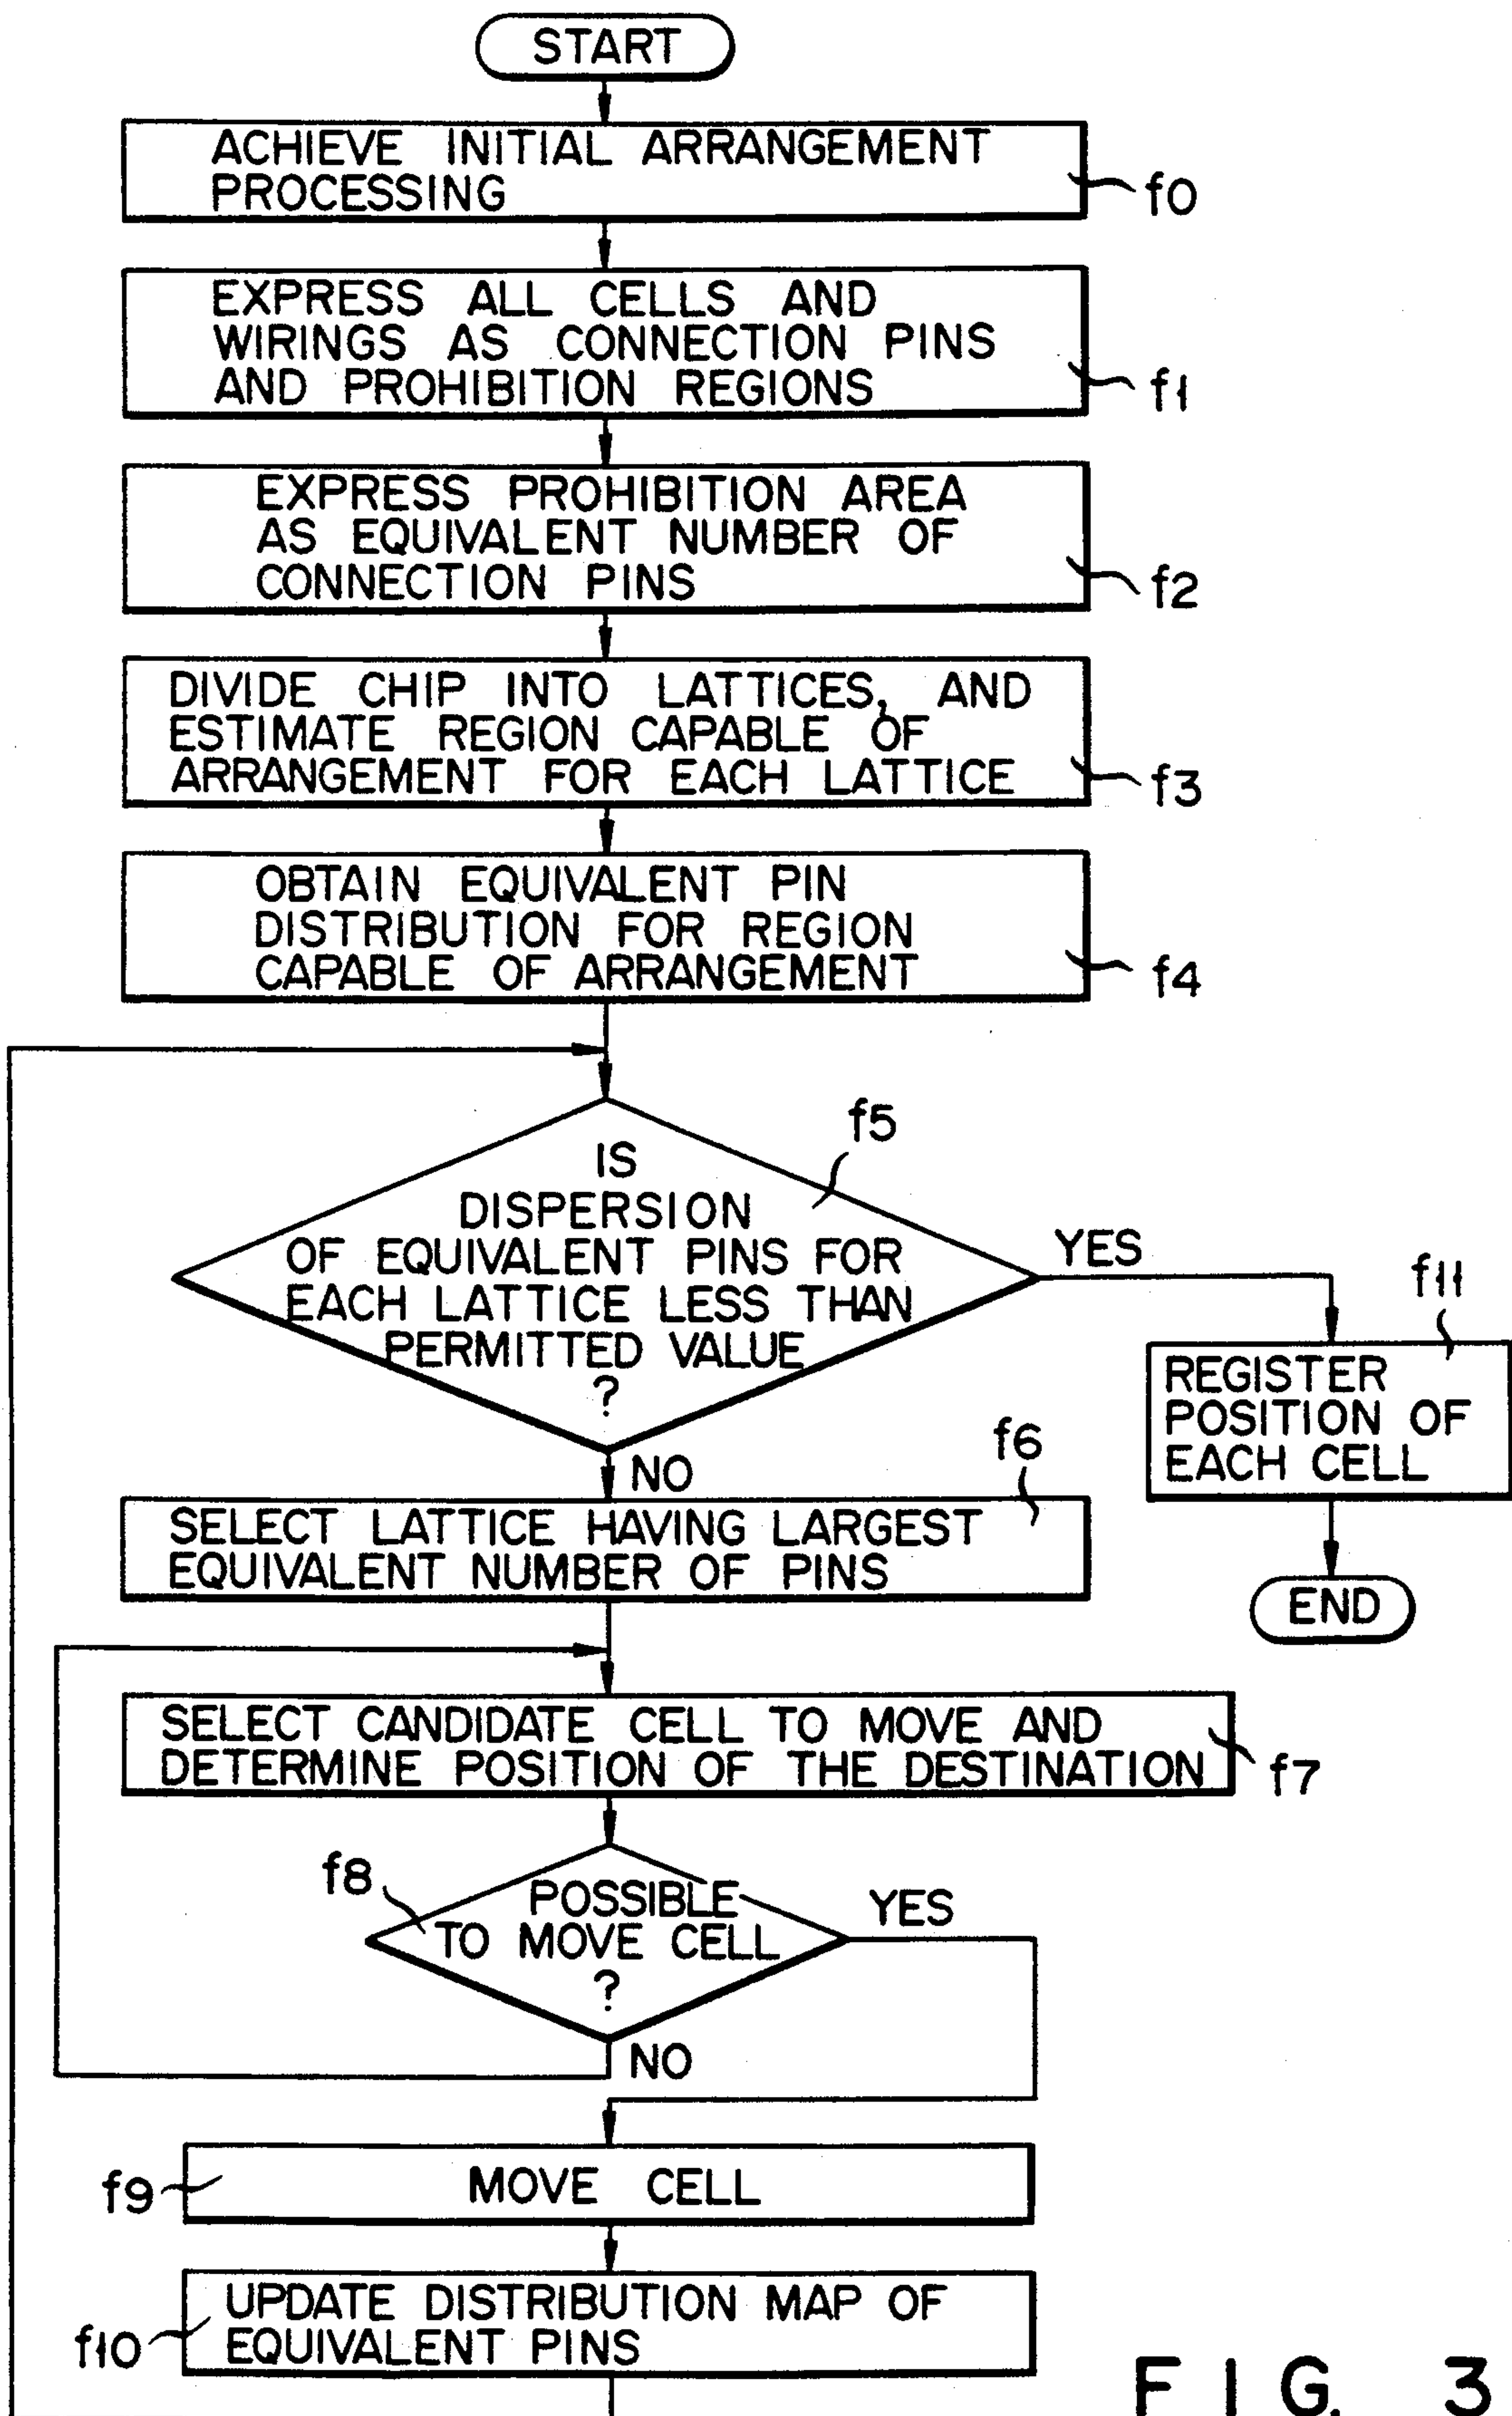 START
ACHIEVE INITIAL ARRANGEMENT
PROCESSING
f0
EXPRESS ALL CELLS AND
WIRINGS AS CONNECTION PINS
AND PROHIBITION REGIONS
f1
EXPRESS PROHIBITION AREA
AS EQUIVALENT NUMBER OF
CONNECTION PINS
f2
DIVIDE CHIP INTO LATTICES, AND
ESTIMATE REGION CAPABLE OF
ARRANGEMENT FOR EACH LATTICE
f3
OBTAIN EQUIVALENT PIN
DISTRIBUTION FOR REGION
CAPABLE OF ARRANGEMENT
f4
f5
IS
DISPERSION
OF EQUIVALENT PINS FOR
EACH LATTICE LESS THAN
PERMITTED VALUE
?
YES
f11
REGISTER
POSITION OF
EACH CELL
END
NO
f6
SELECT LATTICE HAVING LARGEST
EQUIVALENT NUMBER OF PINS
SELECT CANDIDATE CELL TO MOVE AND
DETERMINE POSITION OF THE DESTINATION
f7
f8
POSSIBLE
TO MOVE CELL
?
YES
NO
f9
MOVE CELL
f10
UPDATE DISTRIBUTION MAP OF
EQUIVALENT PINS
FIG. 3